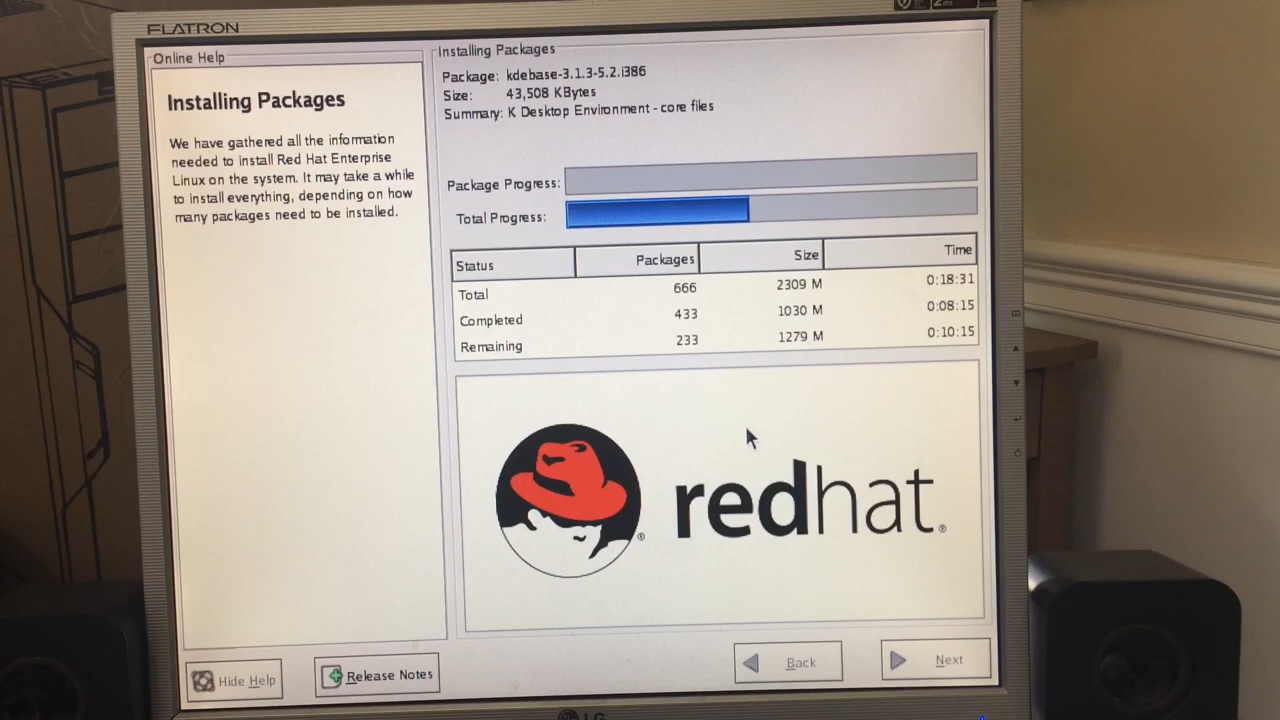 FLATRON
Online Help
Installing Packages
We have gathered all the information
needed to install Red Hat Enterprise
Linux on the system. It may take a while
to install everything, depending on how
many packages need to be installed.
Installing Packages
Package: kdebase-3.1.3-5.2.i386
Size: 43,508 KBytes
Summary: K Desktop Environment - core files
Package Progress:
Total Progress:
Status Packages Size Time
Total 666 2309 M 0:18:31
Completed 433 1030 M 0:08:15
Remaining 233 1279 M 0:10:15
redhat®
Hide Help
Release Notes
Back
Next
LG